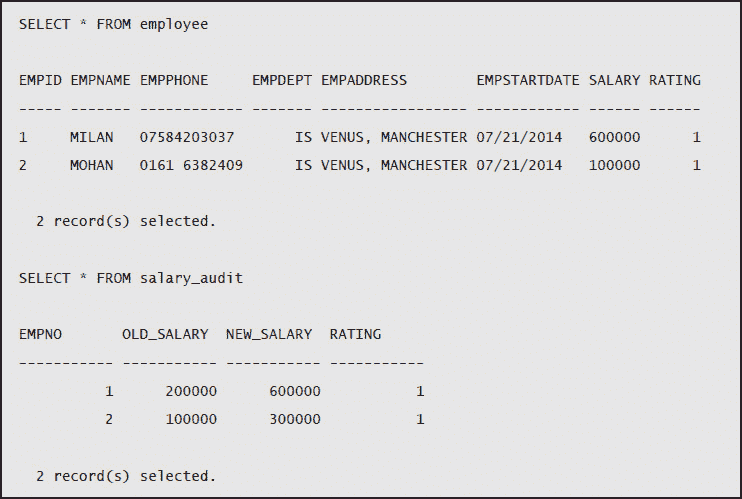 SELECT * FROM employee
EMPID EMPNAME EMPPHONE     EMPDEPT EMPADDRESS        EMPSTARTDATE SALARY RATING
----- ------- ------------ ------- ----------------- ------------ ------ ------
1     MILAN   07584203037       IS VENUS, MANCHESTER 07/21/2014   600000      1
2     MOHAN   0161 6382409      IS VENUS, MANCHESTER 07/21/2014   100000      1
  2 record(s) selected.
SELECT * FROM salary_audit
EMPNO       OLD_SALARY  NEW_SALARY  RATING
----------- ----------- ----------- -----------
          1      200000      600000           1
          2      100000      300000           1
  2 record(s) selected.